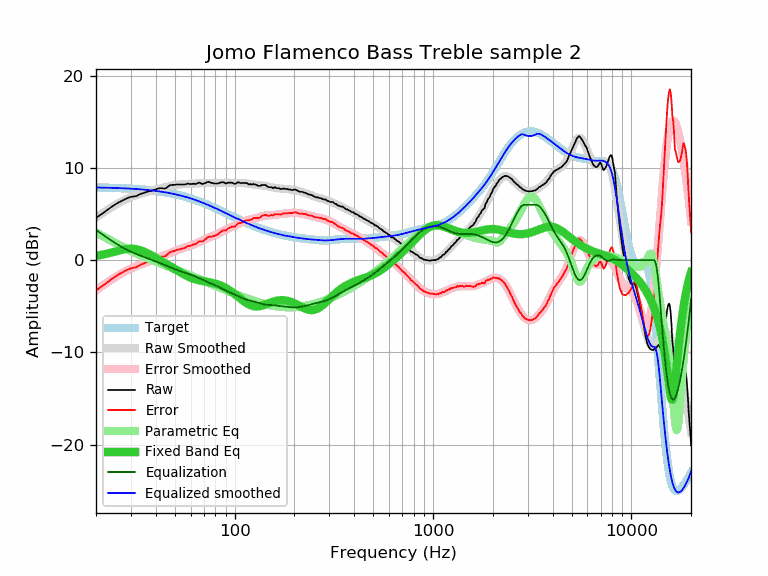 Jomo Flamenco Bass Treble sample 2
20
10
0
−10
−20
Amplitude (dBr)
Target
Raw Smoothed
Error Smoothed
Raw
Error
Parametric Eq
Fixed Band Eq
Equalization
Equalized smoothed
100
1000
10000
Frequency (Hz)